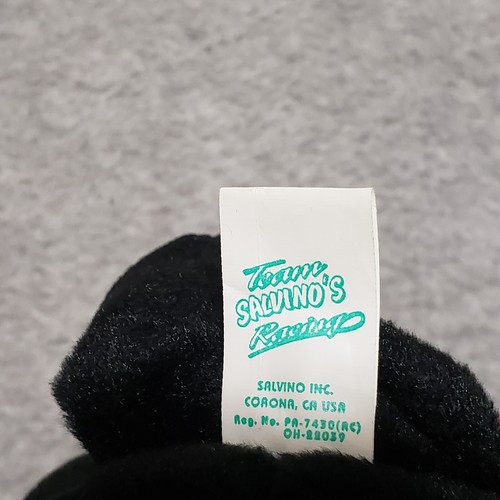 Team
SALVINO'S
Racing
SALVINO INC.
CORONA, CA USA
Reg. No. PA-7430(RC)
OH-22039